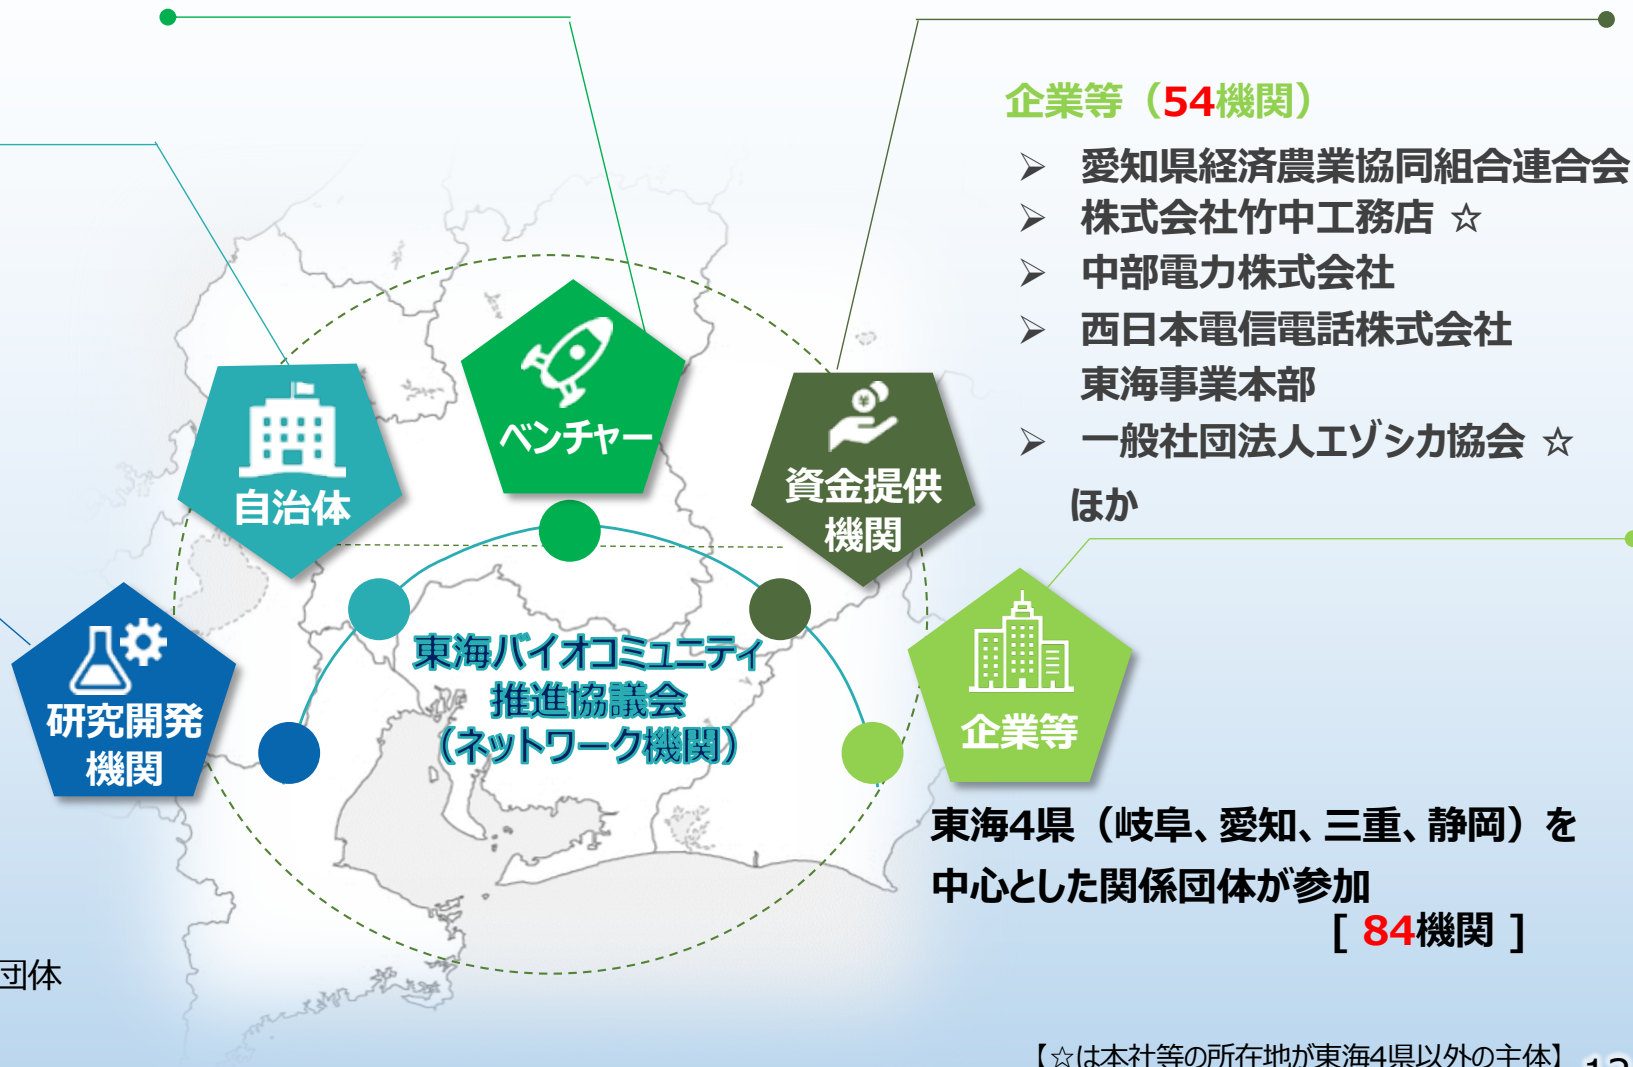 企業等（54機関）
➢ 愛知県経済農業協同組合連合会
➢ 株式会社竹中工務店 ☆
➢ 中部電力株式会社
➢ 西日本電信電話株式会社
東海事業本部
➢ 一般社団法人エゾシカ協会 ☆
ほか
ベンチャー
自治体
資金提供
機関
研究開発
機関
企業等
東海バイオコミュニティ
推進協議会
（ネットワーク機関）
東海4県（岐阜、愛知、三重、静岡）を
中心とした関係団体が参加
[ 84機関 ]
団体
【☆は本社等の所在地が東海4県以外の主体】